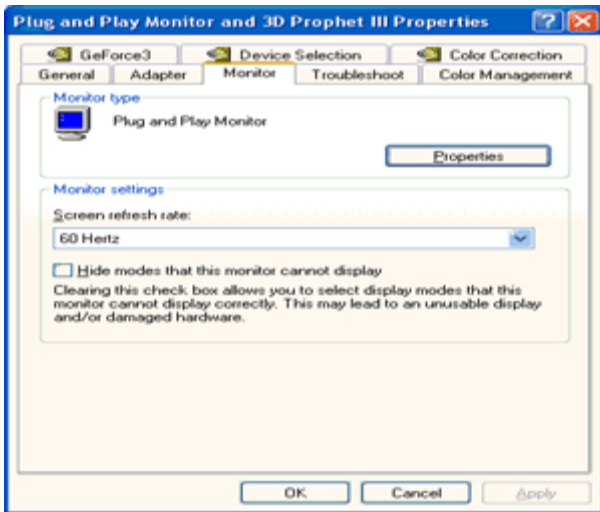 Plug and Play Monitor and 3D Prophet III Properties
GeForce3 Device Selection Color Correction
General Adapter Monitor Troubleshoot Color Management
Monitor type
Plug and Play Monitor
Properties
Monitor settings
Screen refresh rate:
60 Hertz
Hide modes that this monitor cannot display
Clearing this check box allows you to select display modes that this
monitor cannot display correctly. This may lead to an unusable display
and/or damaged hardware.
OK Cancel Apply